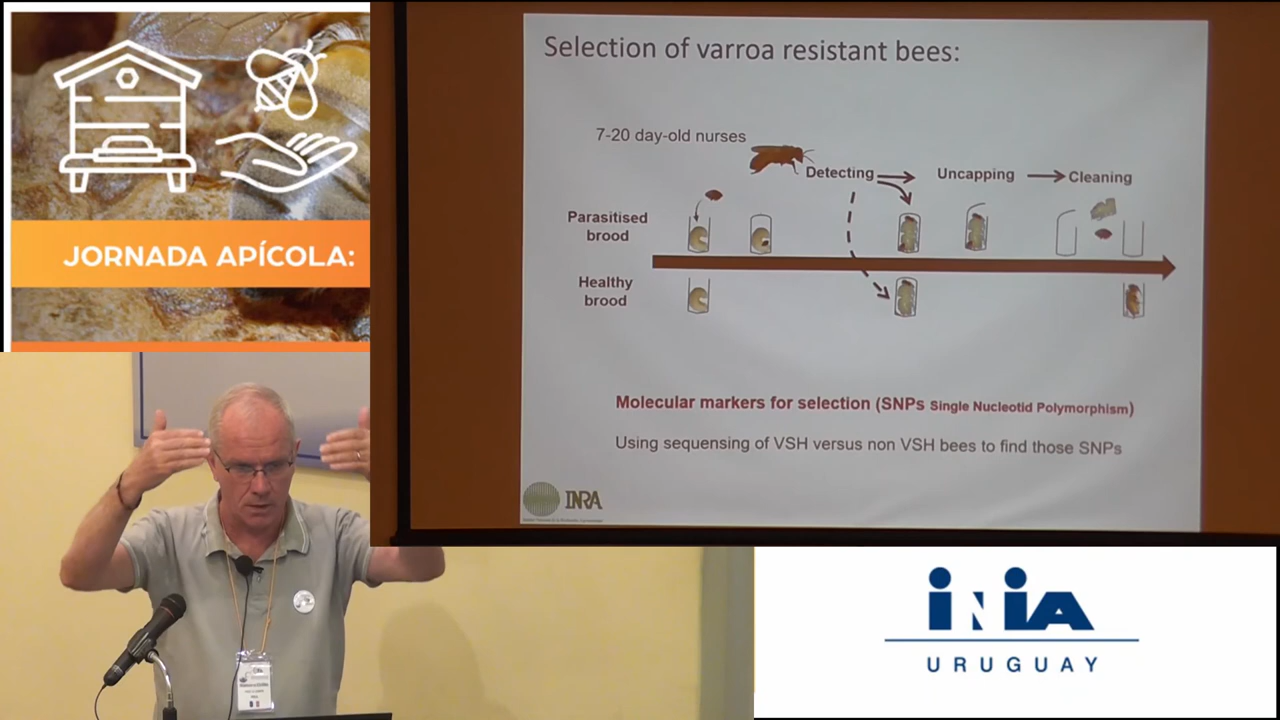 JORNADA APÍCOLA:
Selection of varroa resistant bees:
7-20 day-old nurses
Detecting
Uncapping
Cleaning
Parasitised
brood
Healthy
brood
Molecular markers for selection (SNPs Single Nucleotid Polymorphism)
Using sequensing of VSH versus non VSH bees to find those SNPs
INRA
INIA
URUGUAY